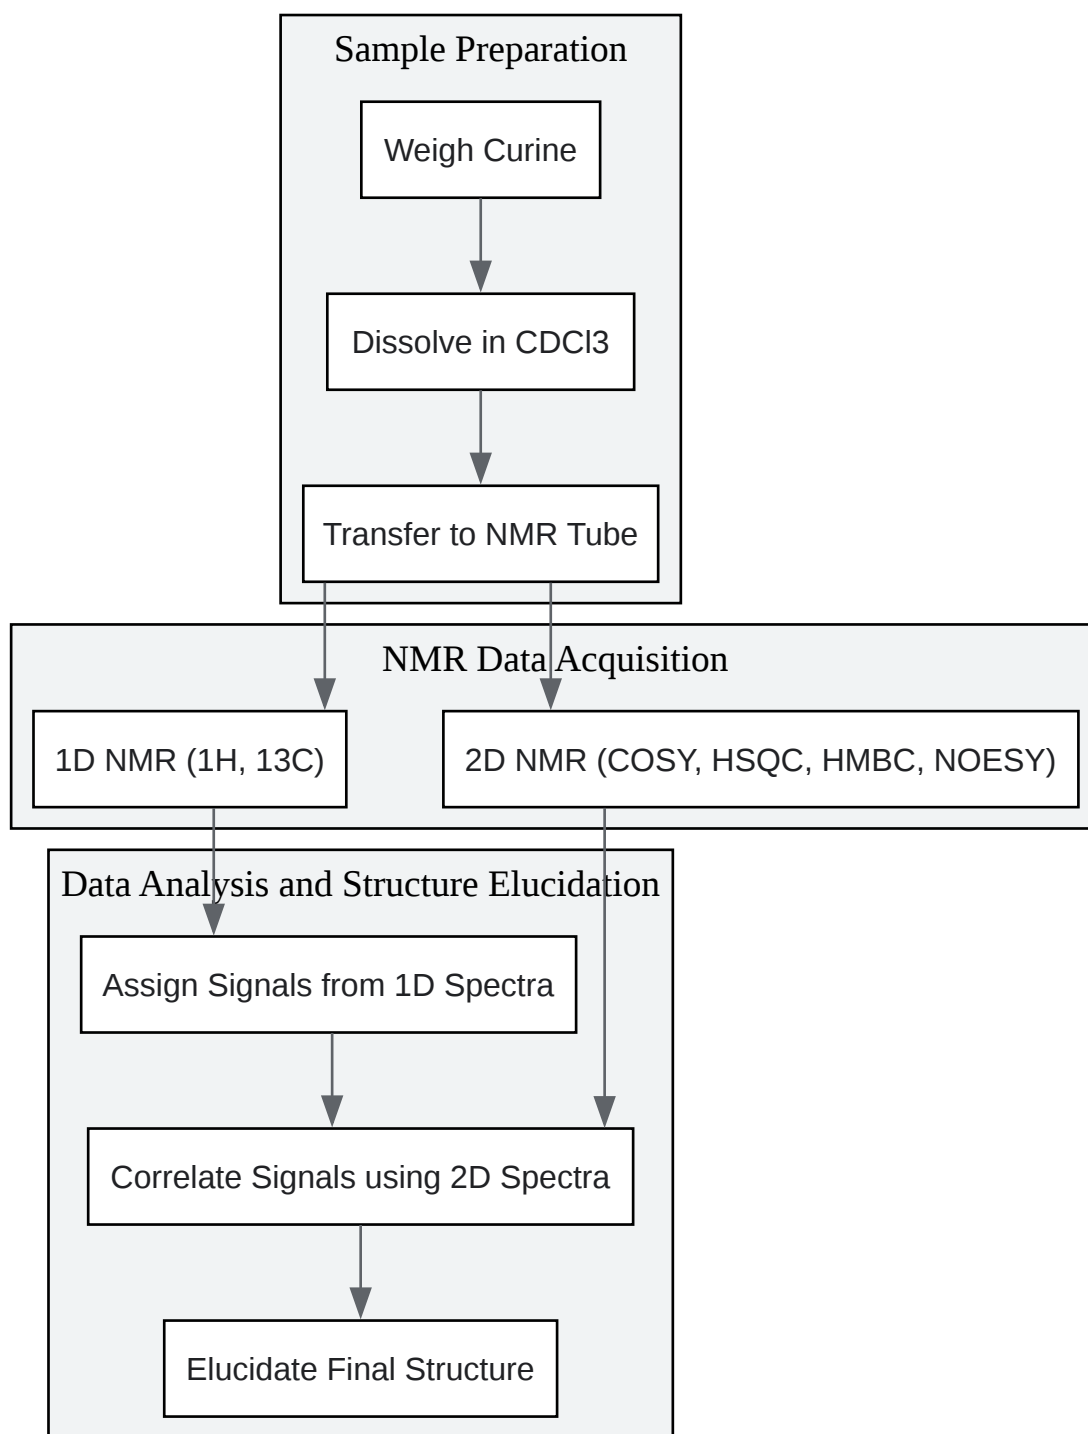 Sample Preparation
Weigh Curine
Dissolve in CDCl3
Transfer to NMR Tube
NMR Data Acquisition
1D NMR (1H, 13C)
2D NMR (COSY, HSQC, HMBC, NOESY)
Data Analysis and Structure Elucidation
Assign Signals from 1D Spectra
Correlate Signals using 2D Spectra
Elucidate Final Structure